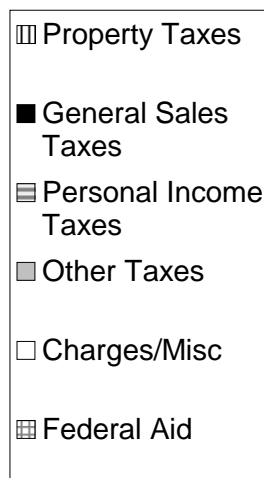 Property Taxes
General Sales
Taxes
Personal Income
Taxes
Other Taxes
Charges/Misc
Federal Aid